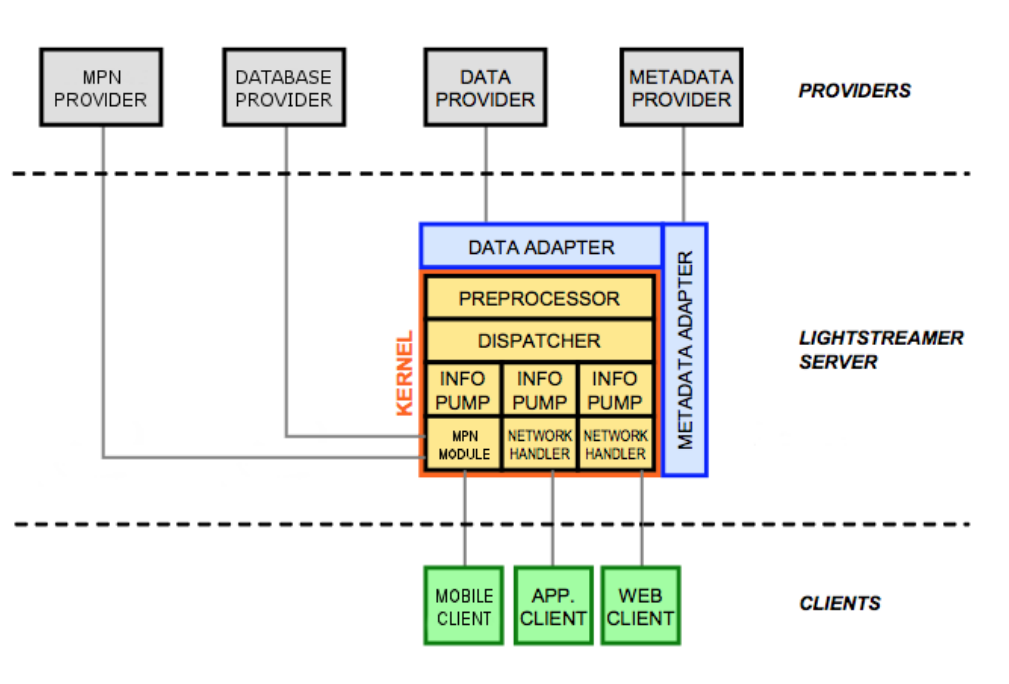 MPN
PROVIDER
DATABASE
PROVIDER
DATA
PROVIDER
METADATA
PROVIDER
PROVIDERS
DATA ADAPTER
METADATA ADAPTER
KERNEL
PREPROCESSOR
DISPATCHER
INFO
PUMP
INFO
PUMP
INFO
PUMP
MPN
MODULE
NETWORK
HANDLER
NETWORK
HANDLER
LIGHTSTREAMER
SERVER
MOBILE
CLIENT
APP.
CLIENT
WEB
CLIENT
CLIENTS